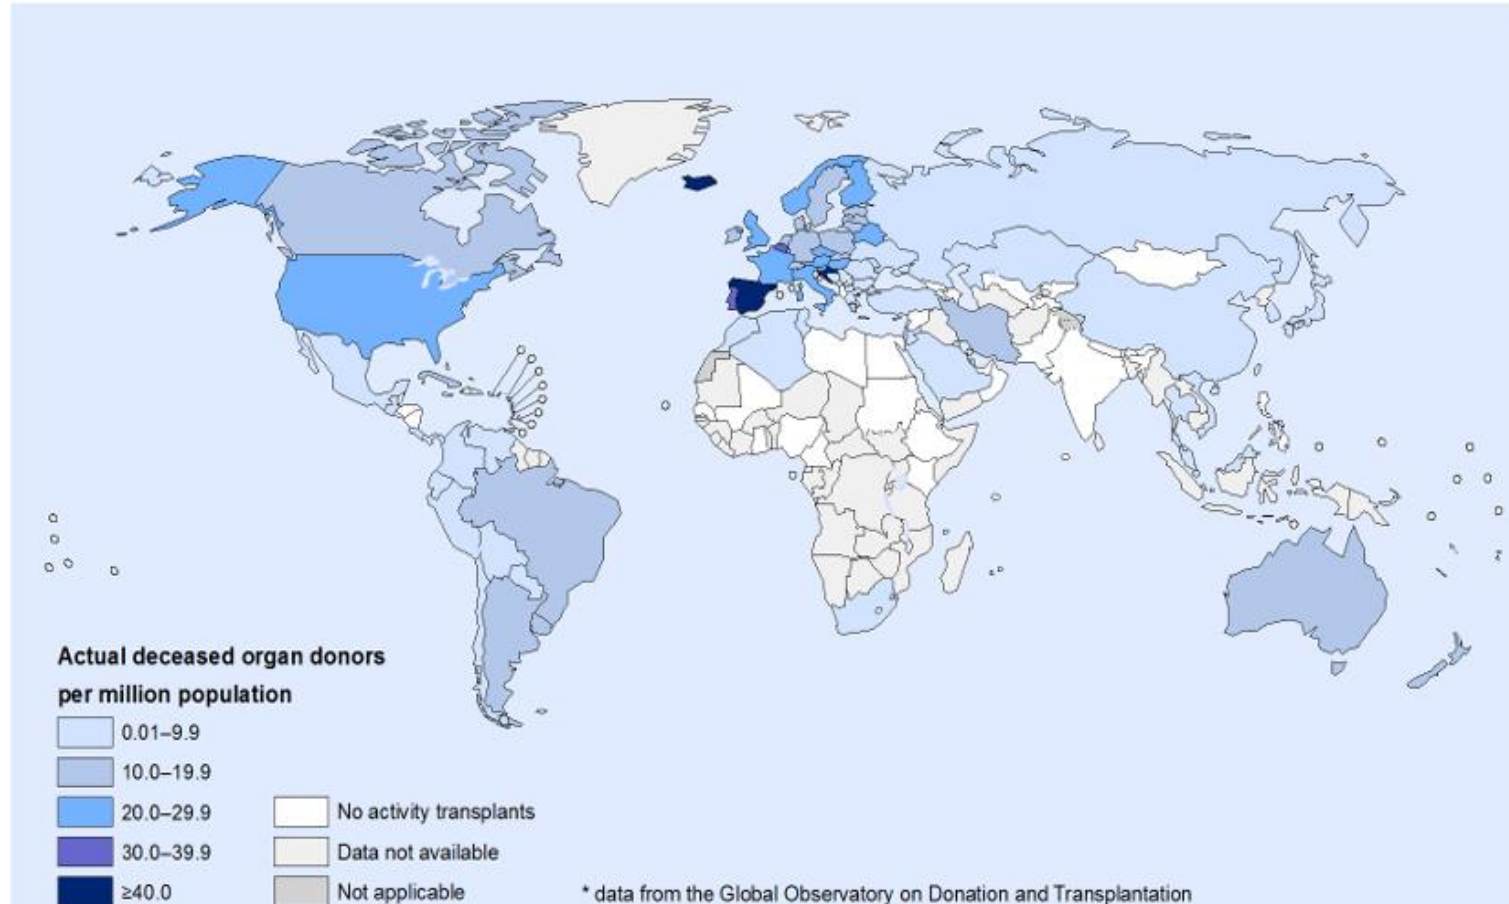 Actual deceased organ donors
per million population
0.01–9.9
10.0–19.9
20.0–29.9
30.0–39.9
≥40.0
No activity transplants
Data not available
Not applicable
* data from the Global Observatory on Donation and Transplantation